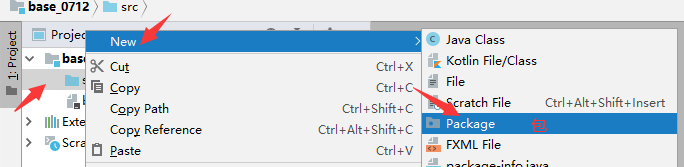 base_0712 › src ›
1: Project
Proje
bas
s
b
Exte
Scra
New
Cut Ctrl+X
Copy Ctrl+C
Copy Path Ctrl+Shift+C
Copy Reference Ctrl+Alt+Shift+C
Paste Ctrl+V
Java Class
Kotlin File/Class
File
Scratch File Ctrl+Alt+Shift+Insert
Package
FXML File
package-info.java